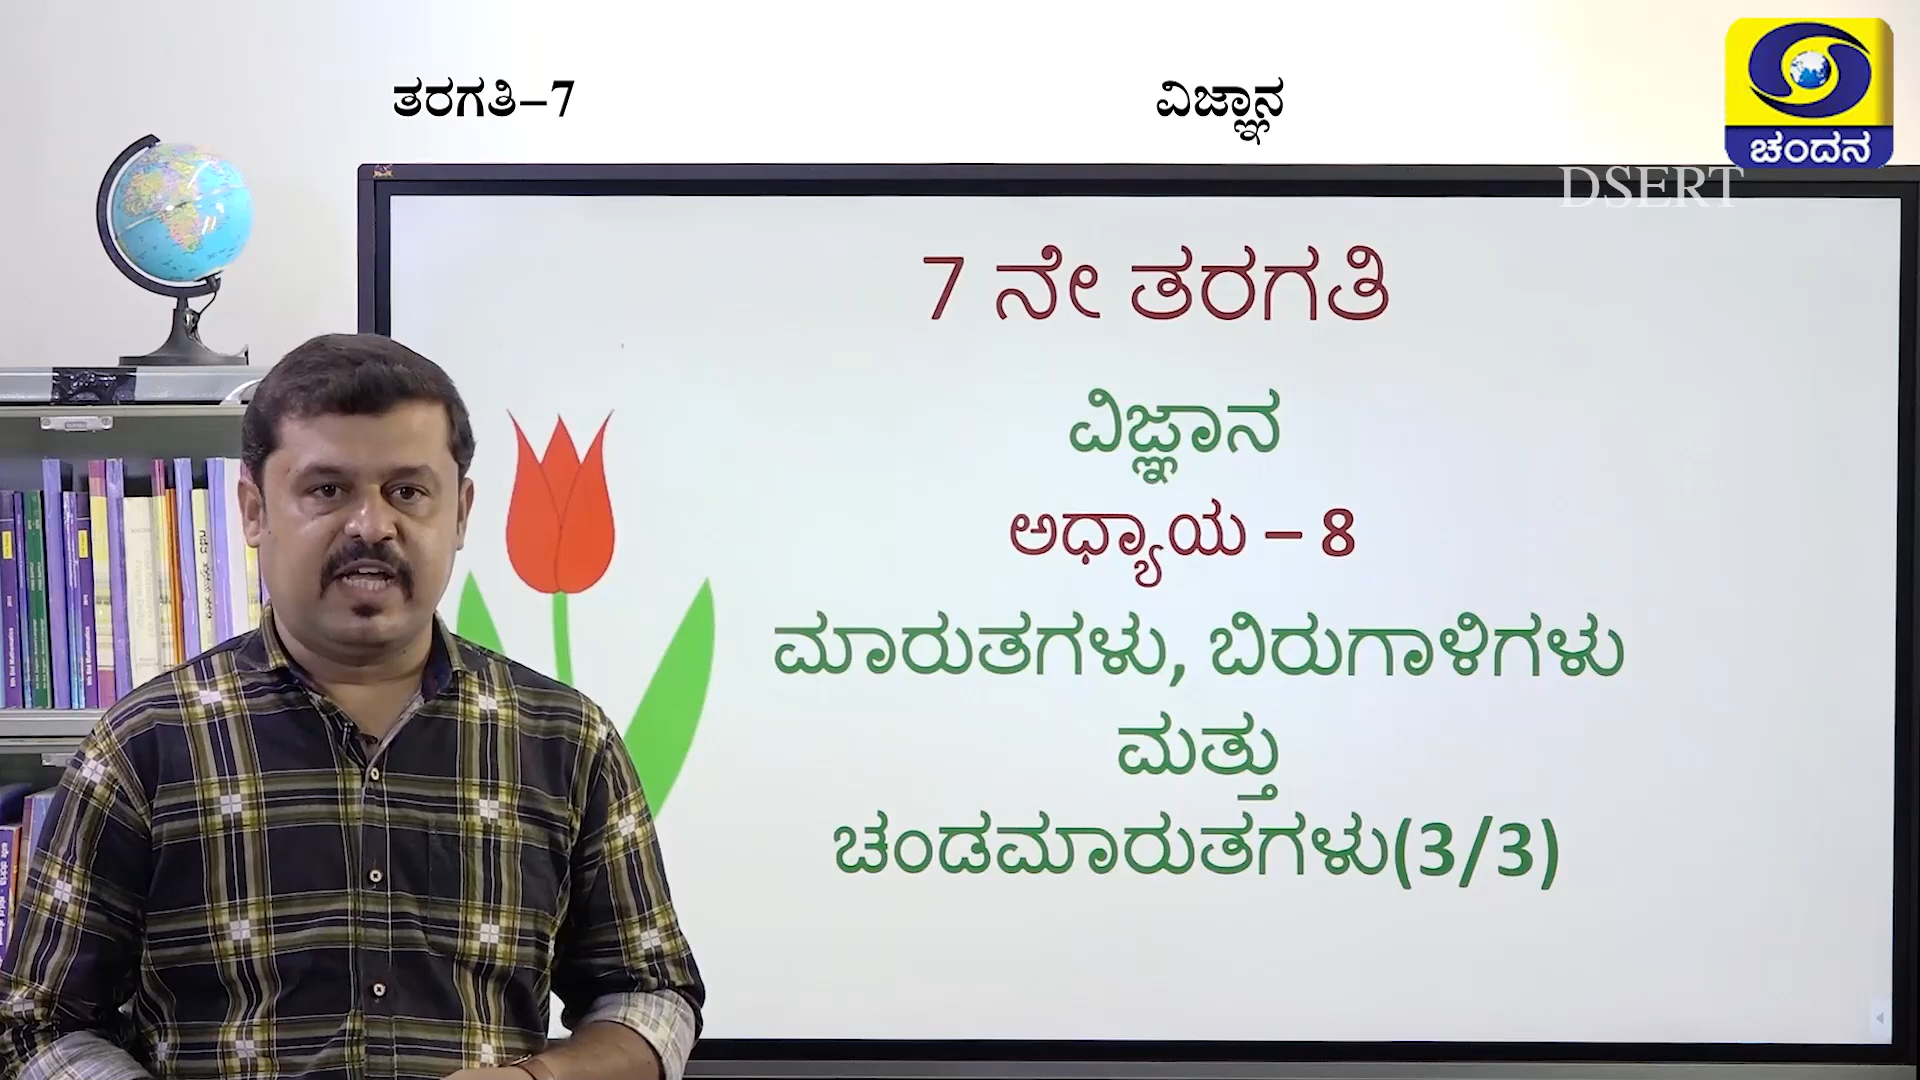 ತರಗತಿ–7
ವಿಜ್ಞಾನ
ಚಂದನ
DSERT
7 ನೇ ತರಗತಿ
ವಿಜ್ಞಾನ
ಅಧ್ಯಾಯ – 8
ಮಾರುತಗಳು, ಬಿರುಗಾಳಿಗಳು
ಮತ್ತು
ಚಂಡಮಾರುತಗಳು(3/3)